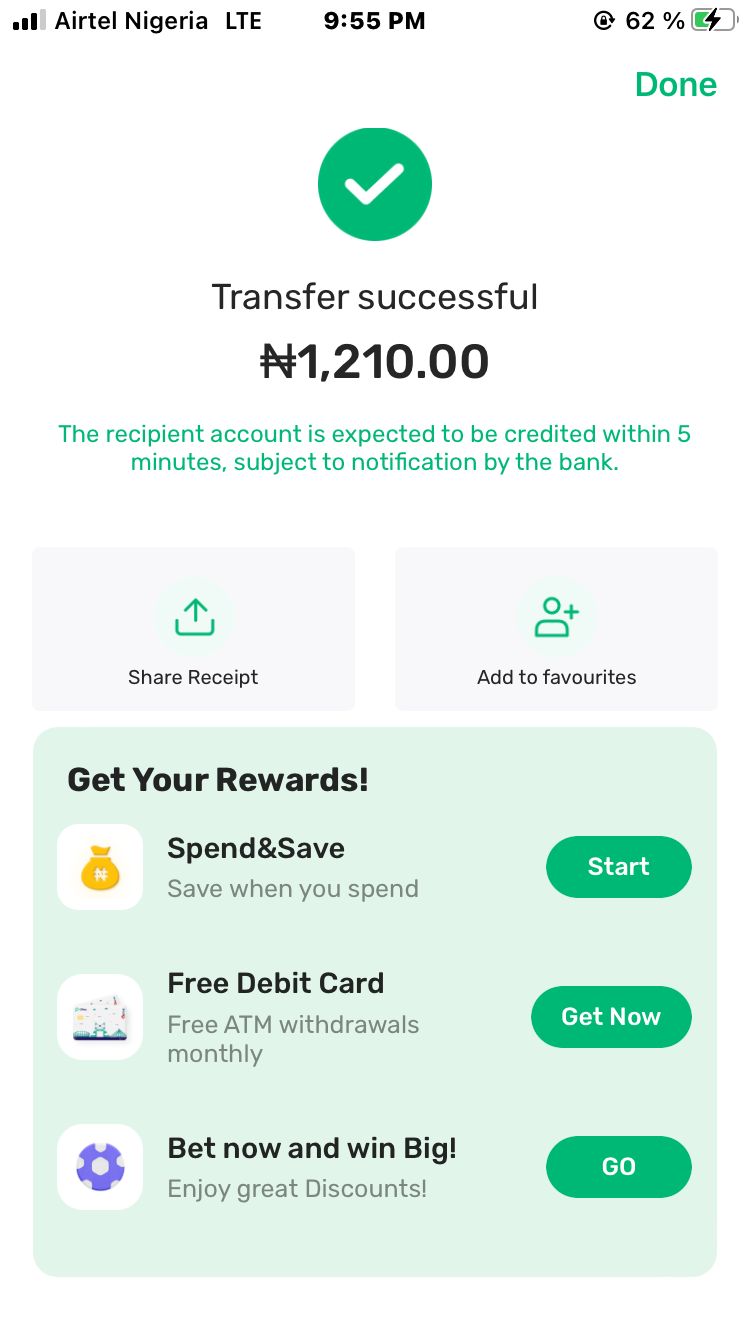 Airtel Nigeria LTE 9:55 PM 62 %
Done
Transfer successful
₦1,210.00
The recipient account is expected to be credited within 5
minutes, subject to notification by the bank.
Share Receipt
Add to favourites
Get Your Rewards!
Spend&Save
Save when you spend
Start
Free Debit Card
Free ATM withdrawals
monthly
Get Now
Bet now and win Big!
Enjoy great Discounts!
GO